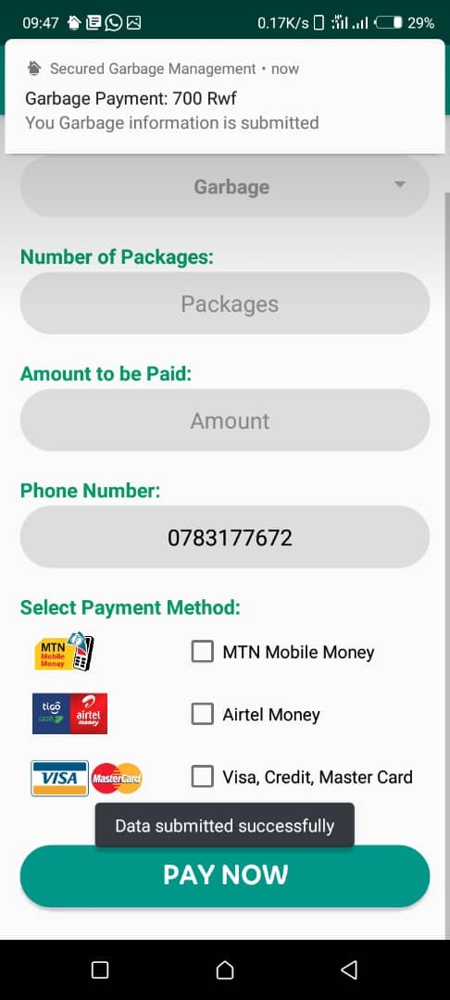 09:47 0.17K/s 29%
Secured Garbage Management • now
Garbage Payment: 700 Rwf
You Garbage information is submitted
Garbage
Number of Packages:
Packages
Amount to be Paid:
Amount
Phone Number:
0783177672
Select Payment Method:
MTN
Mobile
Money
MTN Mobile Money
tigo
cash
airtel
money
Airtel Money
VISA
MasterCard
Visa, Credit, Master Card
Data submitted successfully
PAY NOW